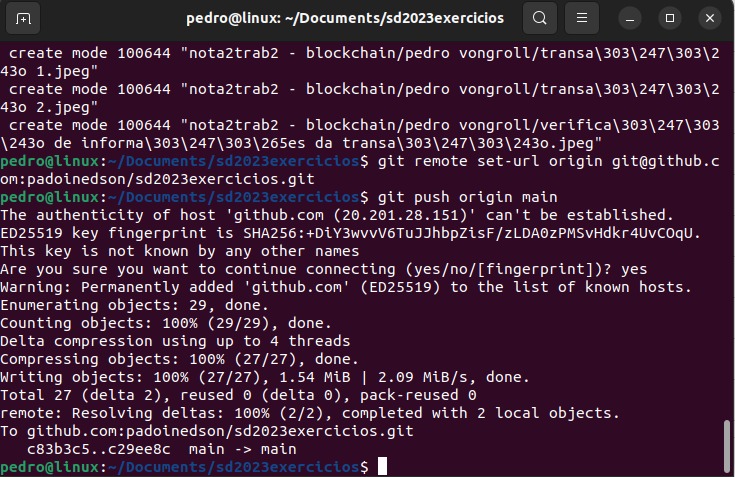 pedro@linux: ~/Documents/sd2023exercicios
create mode 100644 "nota2trab2 - blockchain/pedro vongroll/transa\303\247\303\2
43o 1.jpeg"
create mode 100644 "nota2trab2 - blockchain/pedro vongroll/transa\303\247\303\2
43o 2.jpeg"
create mode 100644 "nota2trab2 - blockchain/pedro vongroll/verifica\303\247\303
\243o de informa\303\247\303\265es da transa\303\247\303\243o.jpeg"
pedro@linux:~/Documents/sd2023exercicios$ git remote set-url origin git@github.c
om:padoinedson/sd2023exercicios.git
pedro@linux:~/Documents/sd2023exercicios$ git push origin main
The authenticity of host 'github.com (20.201.28.151)' can't be established.
ED25519 key fingerprint is SHA256:+DiY3wvvV6TuJJhbpZisF/zLDA0zPMSvHdkr4UvCOqU.
This key is not known by any other names
Are you sure you want to continue connecting (yes/no/[fingerprint])? yes
Warning: Permanently added 'github.com' (ED25519) to the list of known hosts.
Enumerating objects: 29, done.
Counting objects: 100% (29/29), done.
Delta compression using up to 4 threads
Compressing objects: 100% (27/27), done.
Writing objects: 100% (27/27), 1.54 MiB | 2.09 MiB/s, done.
Total 27 (delta 2), reused 0 (delta 0), pack-reused 0
remote: Resolving deltas: 100% (2/2), completed with 2 local objects.
To github.com:padoinedson/sd2023exercicios.git
c83b3c5..c29ee8c  main -> main
pedro@linux:~/Documents/sd2023exercicios$